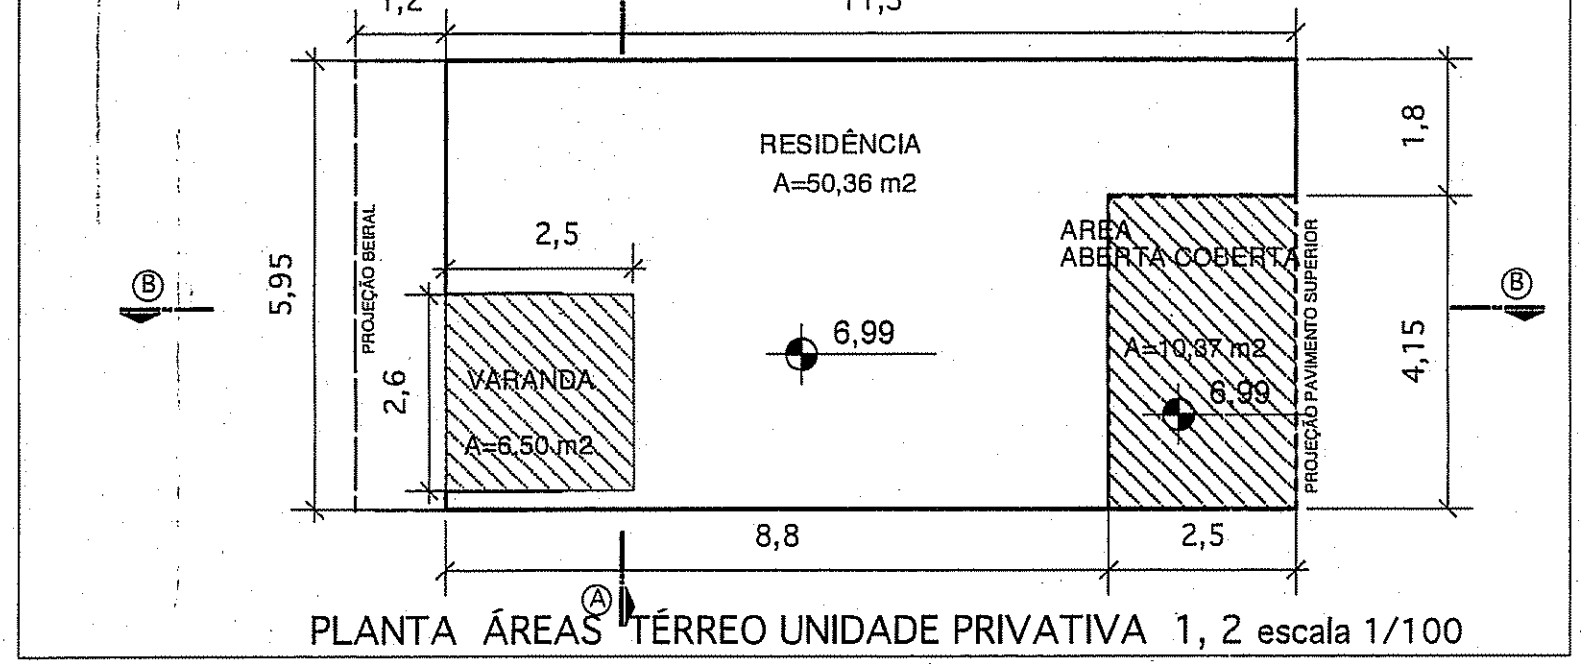 1,2
11,3
RESIDÊNCIA
A=50,36 m2
1,8
PROJEÇÃO BEIRAL
2,5
AREA
ABERTA COBERTA
PROJEÇÃO PAVIMENTO SUPERIOR
B
5,95
B
6,99
2,6
VARANDA
A=10,37 m2
4,15
6,99
A=6,50 m2
8,8
2,5
A
PLANTA ÁREAS TÉRREO UNIDADE PRIVATIVA 1, 2 escala 1/100